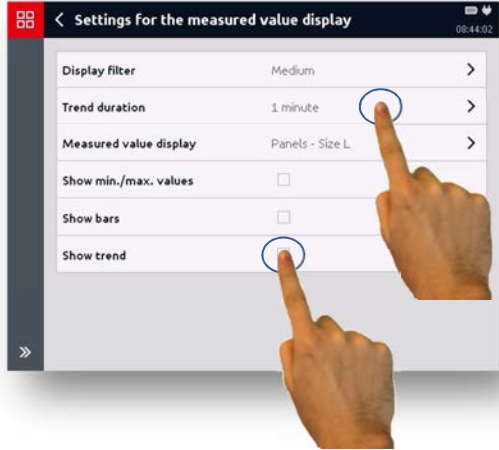 Settings for the measured value display
08:44:02
Display filter Medium
Trend duration 1 minute
Measured value display Panels - Size L
Show min./max. values
Show bars
Show trend